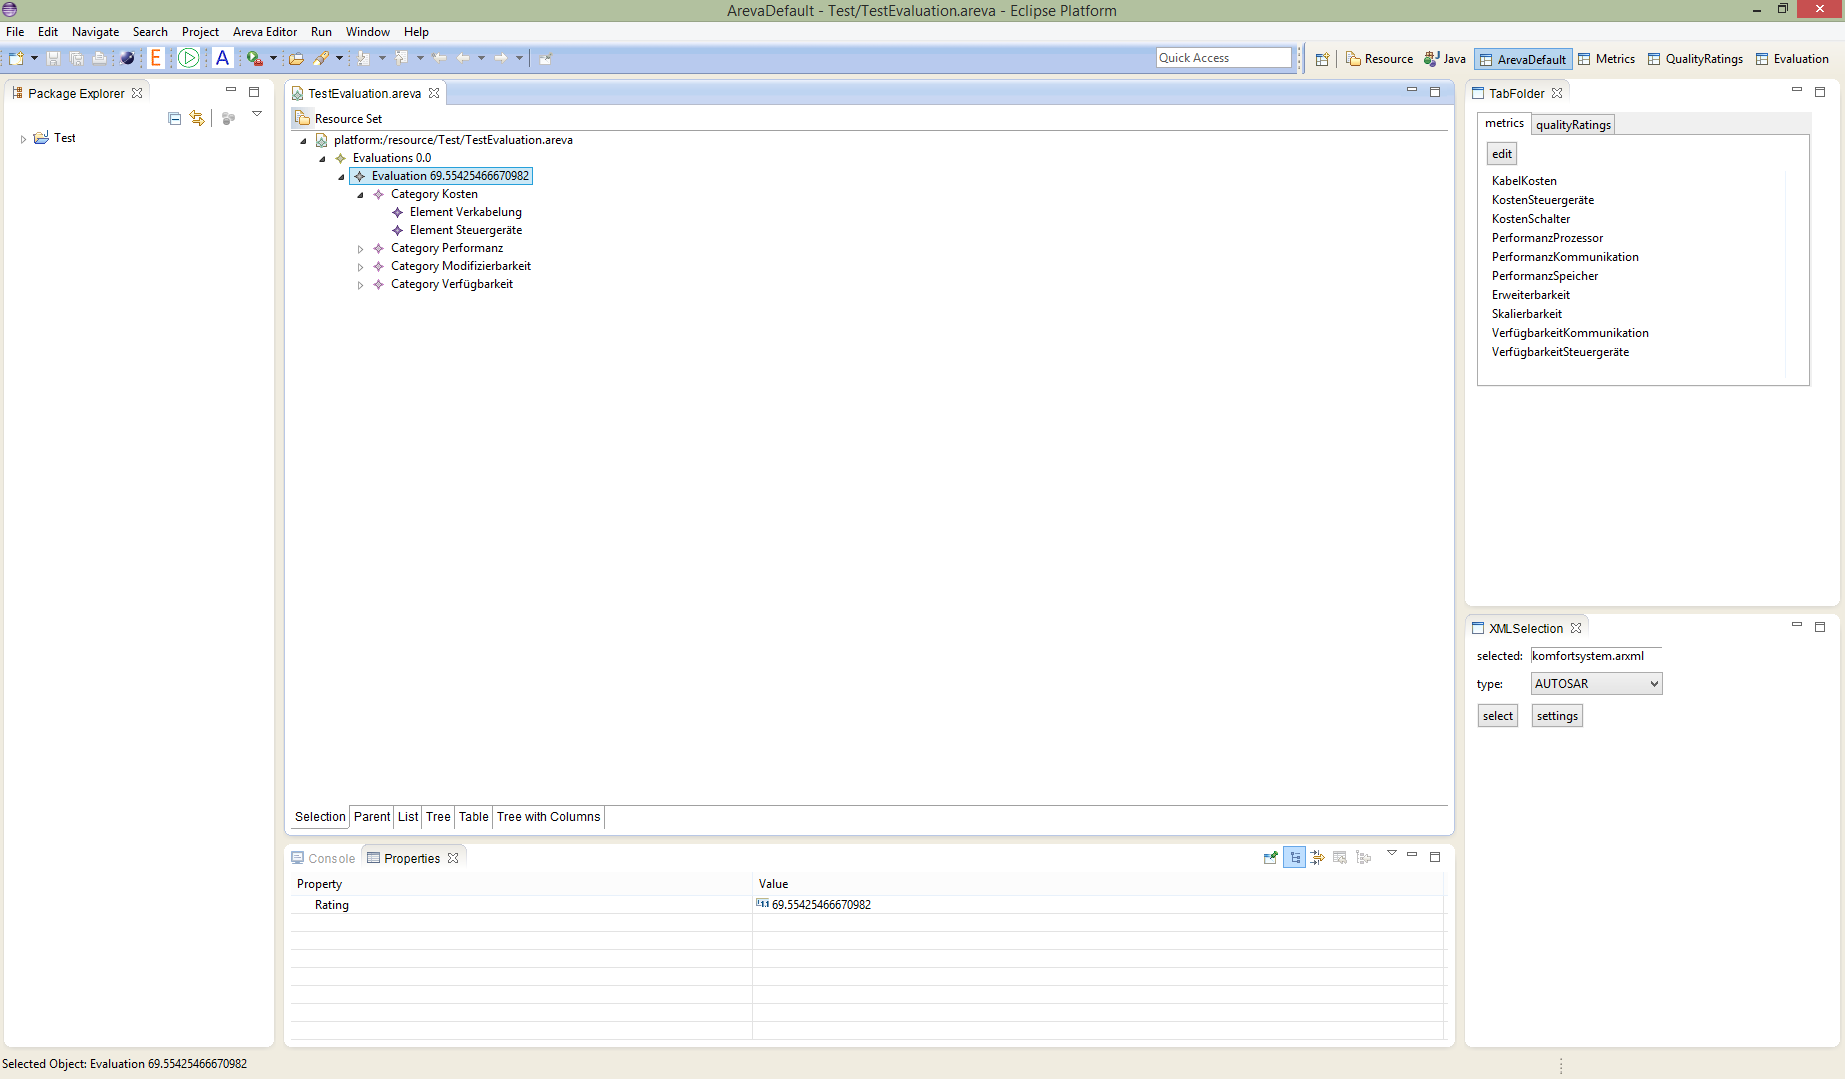 ArevaDefault - Test/TestEvaluation.areva - Eclipse Platform
File Edit Navigate Search Project Areva Editor Run Window Help
E A Quick Access Resource Java ArevaDefault Metrics QualityRatings Evaluation
Package Explorer
Test
TestEvaluation.areva
Resource Set
platform:/resource/Test/TestEvaluation.areva
Evaluations 0.0
Evaluation 69.55425466670982
Category Kosten
Element Verkabelung
Element Steuergeräte
Category Performanz
Category Modifizierbarkeit
Category Verfügbarkeit
Selection Parent List Tree Table Tree with Columns
Console Properties
Property Value
Rating 69.55425466670982
TabFolder
metrics qualityRatings
edit
KabelKosten
KostenSteuergeräte
KostenSchalter
PerformanzProzessor
PerformanzKommunikation
PerformanzSpeicher
Erweiterbarkeit
Skalierbarkeit
VerfügbarkeitKommunikation
VerfügbarkeitSteuergeräte
XMLSelection
selected: komfortsystem.arxml
type: AUTOSAR
select settings
Selected Object: Evaluation 69.55425466670982